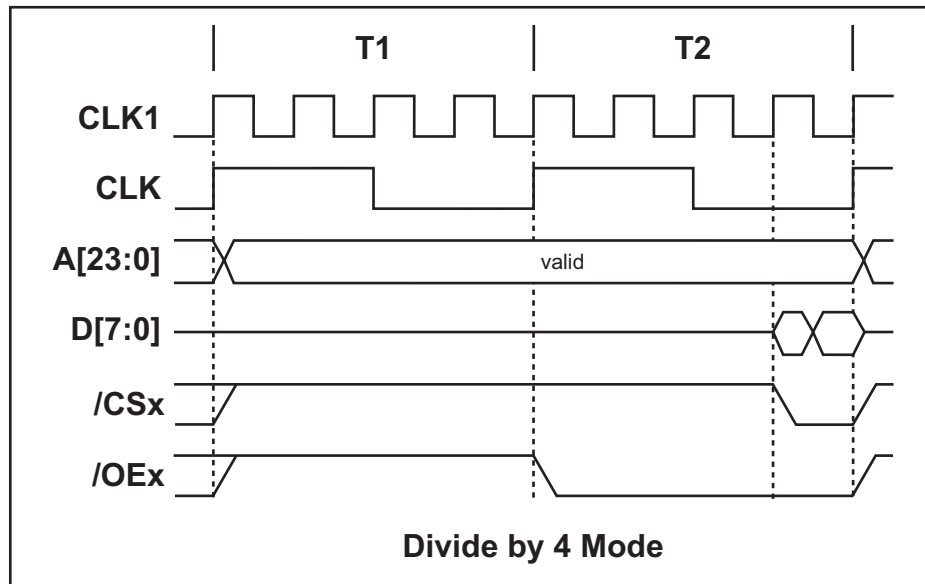 T1 T2
CLK1
CLK
A[23:0] valid
D[7:0]
/CSx
/OEx
Divide by 4 Mode